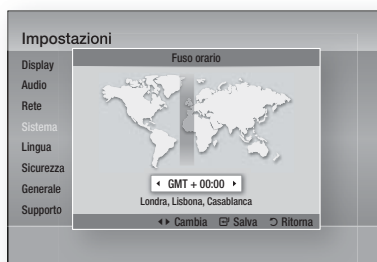 Impostazioni
Display
Audio
Rete
Sistema
Lingua
Sicurezza
Generale
Supporto
Fuso orario
GMT + 00:00
Londra, Lisbona, Casablanca
Cambia Salva Ritorna